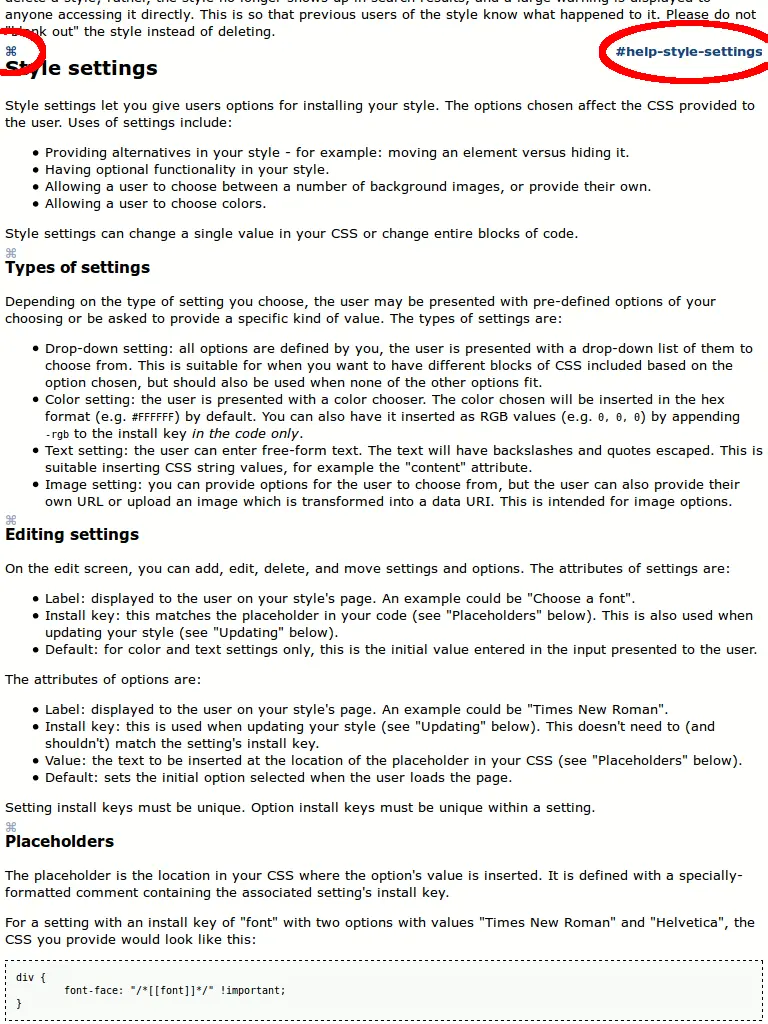 anyone accessing it directly. This is so that previous users of the style know what happened to it. Please do not
"blank out" the style instead of deleting.
⌘ #help-style-settings
Style settings
Style settings let you give users options for installing your style. The options chosen affect the CSS provided to
the user. Uses of settings include:
• Providing alternatives in your style - for example: moving an element versus hiding it.
• Having optional functionality in your style.
• Allowing a user to choose between a number of background images, or provide their own.
• Allowing a user to choose colors.
Style settings can change a single value in your CSS or change entire blocks of code.
⌘
Types of settings
Depending on the type of setting you choose, the user may be presented with pre-defined options of your
choosing or be asked to provide a specific kind of value. The types of settings are:
• Drop-down setting: all options are defined by you, the user is presented with a drop-down list of them to
choose from. This is suitable for when you want to have different blocks of CSS included based on the
option chosen, but should also be used when none of the other options fit.
• Color setting: the user is presented with a color chooser. The color chosen will be inserted in the hex
format (e.g. #FFFFFF) by default. You can also have it inserted as RGB values (e.g. 0, 0, 0) by appending
-rgb to the install key in the code only.
• Text setting: the user can enter free-form text. The text will have backslashes and quotes escaped. This is
suitable inserting CSS string values, for example the "content" attribute.
• Image setting: you can provide options for the user to choose from, but the user can also provide their
own URL or upload an image which is transformed into a data URI. This is intended for image options.
⌘
Editing settings
On the edit screen, you can add, edit, delete, and move settings and options. The attributes of settings are:
• Label: displayed to the user on your style's page. An example could be "Choose a font".
• Install key: this matches the placeholder in your code (see "Placeholders" below). This is also used when
updating your style (see "Updating" below).
• Default: for color and text settings only, this is the initial value entered in the input presented to the user.
The attributes of options are:
• Label: displayed to the user on your style's page. An example could be "Times New Roman".
• Install key: this is used when updating your style (see "Updating" below). This doesn't need to (and
shouldn't) match the setting's install key.
• Value: the text to be inserted at the location of the placeholder in your CSS (see "Placeholders" below).
• Default: sets the initial option selected when the user loads the page.
Setting install keys must be unique. Option install keys must be unique within a setting.
⌘
Placeholders
The placeholder is the location in your CSS where the option's value is inserted. It is defined with a specially-
formatted comment containing the associated setting's install key.
For a setting with an install key of "font" with two options with values "Times New Roman" and "Helvetica", the
CSS you provide would look like this:
div {
font-face: "/*[[font]]*/" !important;
}